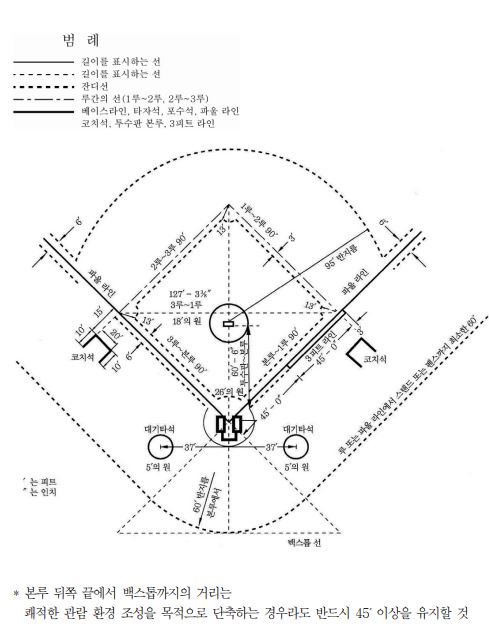 범 례
길이를 표시하는 선
길이를 표시하는 선
잔디선
루간의 선(1루~2루, 2루~3루)
베이스라인, 타자석, 포수석, 파울 라인
코치석, 투수판 본루, 3피트 라인
6′
6′
1루~2루 90′
2루~3루 90′
13′
3′
95′ 반지름
파울 라인
파울 라인
127′- 3⅜″
3루~1루
18′의 원
13′
13′
15′
10′
20′
10′
6′
코치석
3루~본루 90′
본루~1루 90′
60′- 6″
투수판~본루
3피트 라인
45′- 0″
3′
45′- 0″
코치석
26′의 원
루 또는 파울 라인에서 스탠드 또는 펜스까지 최소한 60′
대기타석
대기타석
37′
37′
5′의 원
5′의 원
′ 는 피트
″ 는 인치
60′ 반지름
본루에서
백스톱 선
* 본루 뒤쪽 끝에서 백스톱까지의 거리는
쾌적한 관람 환경 조성을 목적으로 단축하는 경우라도 반드시 45′ 이상을 유지할 것